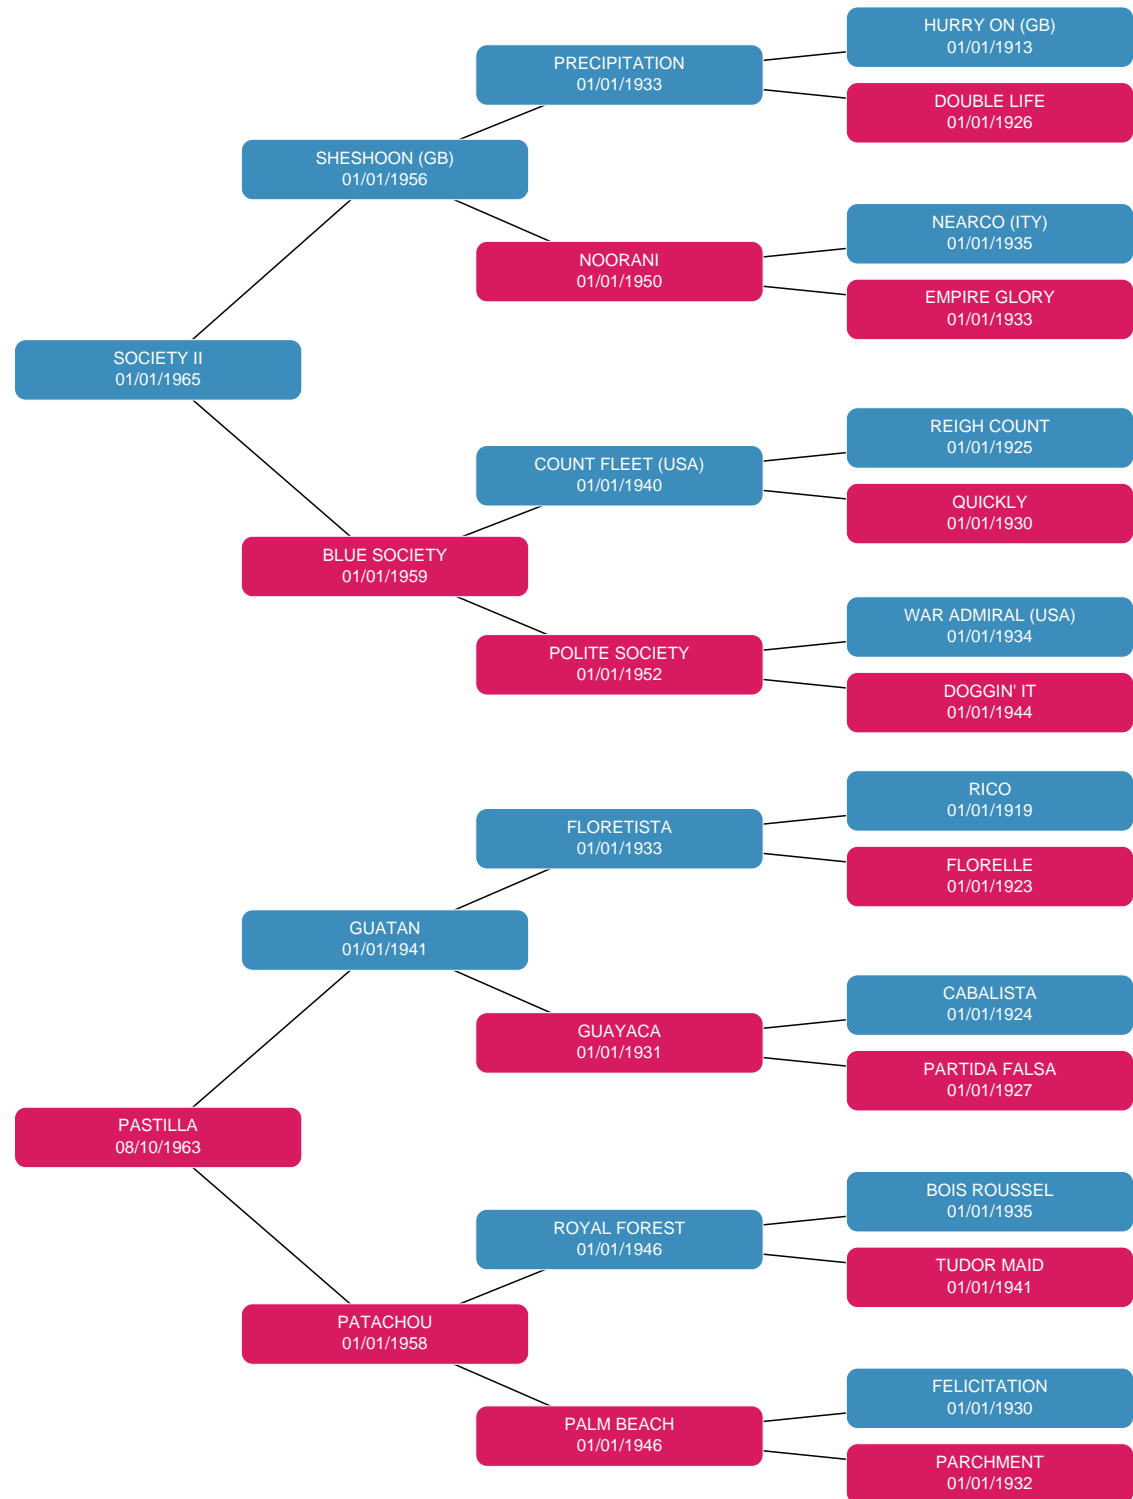 HURRY ON (GB)
01/01/1913
PRECIPITATION
01/01/1933
DOUBLE LIFE
01/01/1926
SHESHOON (GB)
01/01/1956
NEARCO (ITY)
01/01/1935
NOORANI
01/01/1950
EMPIRE GLORY
01/01/1933
SOCIETY II
01/01/1965
REIGH COUNT
01/01/1925
COUNT FLEET (USA)
01/01/1940
QUICKLY
01/01/1930
BLUE SOCIETY
01/01/1959
WAR ADMIRAL (USA)
01/01/1934
POLITE SOCIETY
01/01/1952
DOGGIN' IT
01/01/1944
RICO
01/01/1919
FLORETISTA
01/01/1933
FLORELLE
01/01/1923
GUATAN
01/01/1941
CABALISTA
01/01/1924
GUAYACA
01/01/1931
PARTIDA FALSA
01/01/1927
PASTILLA
08/10/1963
BOIS ROUSSEL
01/01/1935
ROYAL FOREST
01/01/1946
TUDOR MAID
01/01/1941
PATACHOU
01/01/1958
FELICITATION
01/01/1930
PALM BEACH
01/01/1946
PARCHMENT
01/01/1932